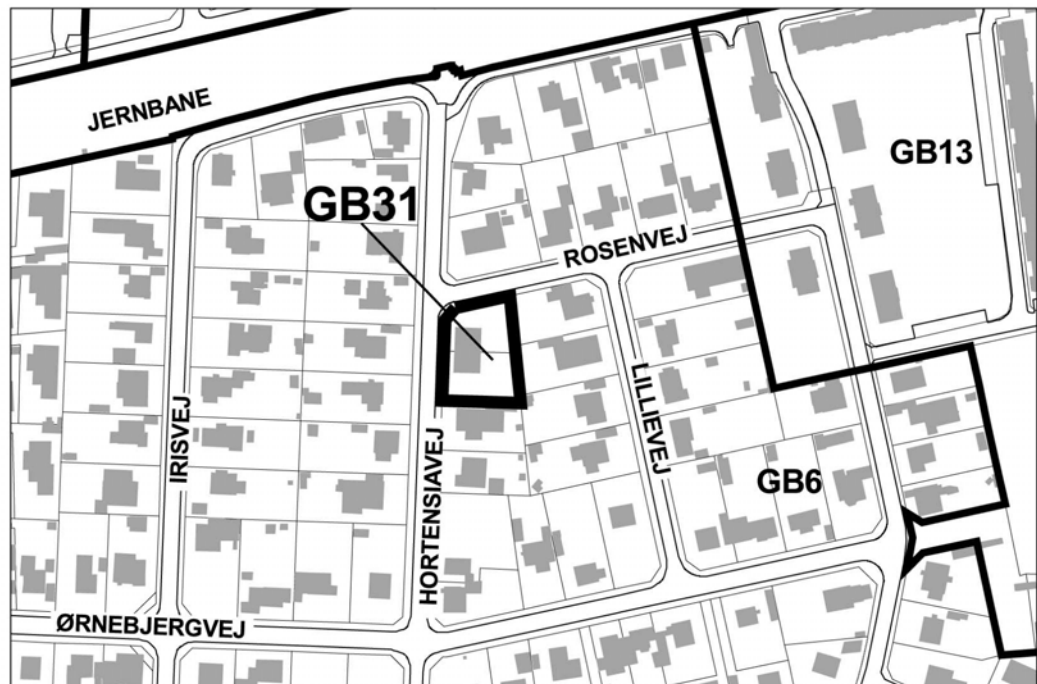 JERNBANE
GB13
GB31
ROSENVEJ
LILLIEVEJ
IRISVEJ
GB6
HORTENSIAVEJ
ØRNEBJERGVEJ